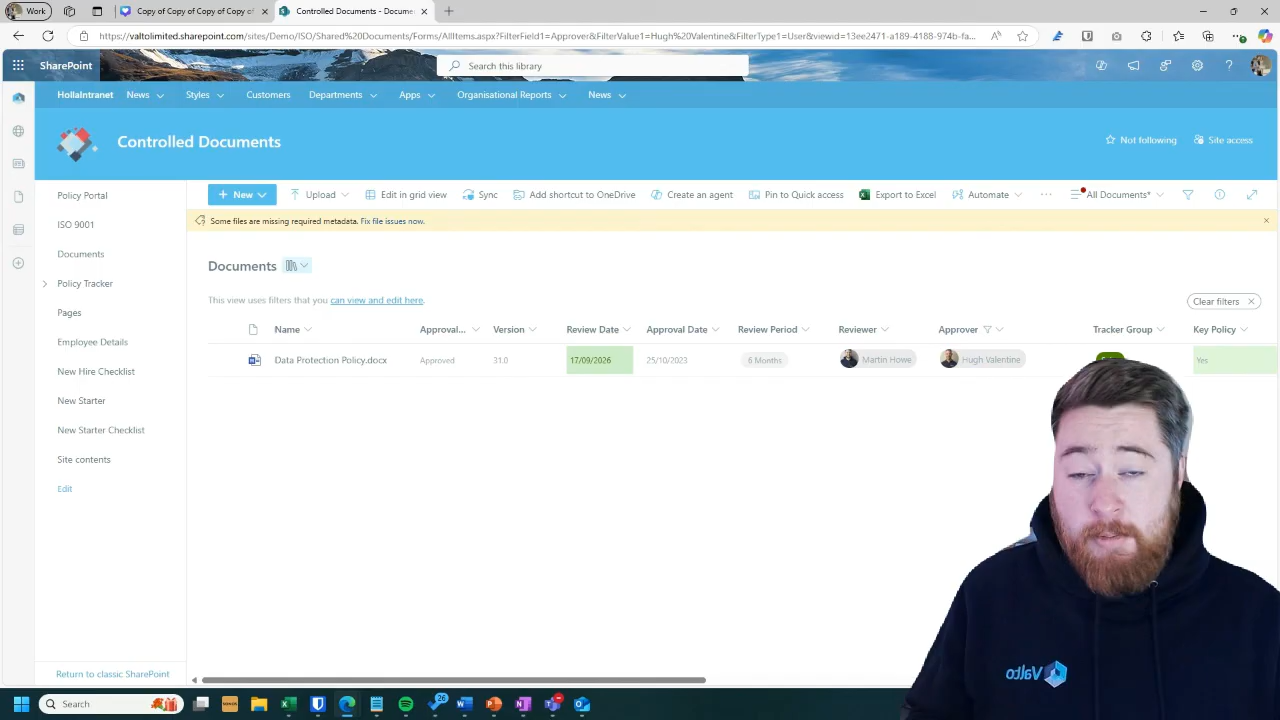 Work
Copy of Copy of Copy of Copy
Controlled Documents - Docume
https://valtolimited.sharepoint.com/sites/Demo/ISO/Shared%20Documents/Forms/AllItems.aspx?FilterField1=Approver&FilterValue1=Hugh%20Valentine&FilterType1=User&viewid=13ee2471-a189-4188-974b-fa...
SharePoint
Search this library
HollaIntranet News Styles Customers Departments Apps Organisational Reports News
Controlled Documents
Not following Site access
Policy Portal
ISO 9001
Documents
Policy Tracker
Pages
Employee Details
New Hire Checklist
New Starter
New Starter Checklist
Site contents
Edit
Return to classic SharePoint
New Upload Edit in grid view Sync Add shortcut to OneDrive Create an agent Pin to Quick access Export to Excel Automate ... All Documents*
Some files are missing required metadata. Fix file issues now.
Documents
This view uses filters that you can view and edit here.
Clear filters
Name Approval... Version Review Date Approval Date Review Period Reviewer Approver Tracker Group Key Policy
Data Protection Policy.docx Approved 31.0 17/09/2026 25/10/2023 6 Months Martin Howe Hugh Valentine Yes
Valto
Search
SONOS
26